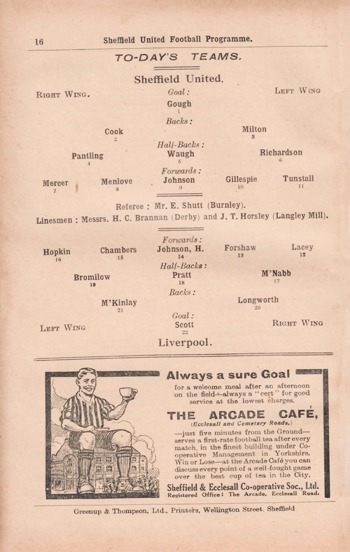 16 Sheffield United Football Programme.
TO-DAY'S TEAMS.
Sheffield United.
RIGHT WING. Goal: LEFT WING
Gough
1
Backs:
Cook Milton
2 3
Half-Backs:
Pantling Waugh Richardson
4 5 6
Forwards:
Mercer Menlove Johnson Gillespie Tunstall
7 8 9 10 11
Referee: Mr. E. Shutt (Burnley).
Linesmen: Messrs. H. C. Brannan (Derby) and J. T. Horsley (Langley Mill).
Forwards:
Hopkin Chambers Johnson, H. Forshaw Lacey
16 15 14 13 12
Half-Backs:
Bromilow Pratt M'Nabb
19 18 17
Backs:
M'Kinlay Longworth
21 20
Goal:
LEFT WING Scott RIGHT WING
22
Liverpool.
Always a sure Goal
for a welcome meal after an afternoon
on the field—always a "cert" for good
service at the lowest charges.
THE ARCADE CAFÉ,
(Ecclesall and Cemetery Roads,)
—just five minutes from the Ground—
serves a first-rate football tea after every
match, in the finest building under Co-
operative Management in Yorkshire.
Win or Lose—at the Arcade Café you can
discuss every point of a well-fought game
over the best cup of tea in the City.
Sheffield & Ecclesall Co-operative Soc., Ltd.
Registered Office: The Arcade, Ecclesall Road.
Greenup & Thompson, Ltd., Printers, Wellington Street, Sheffield